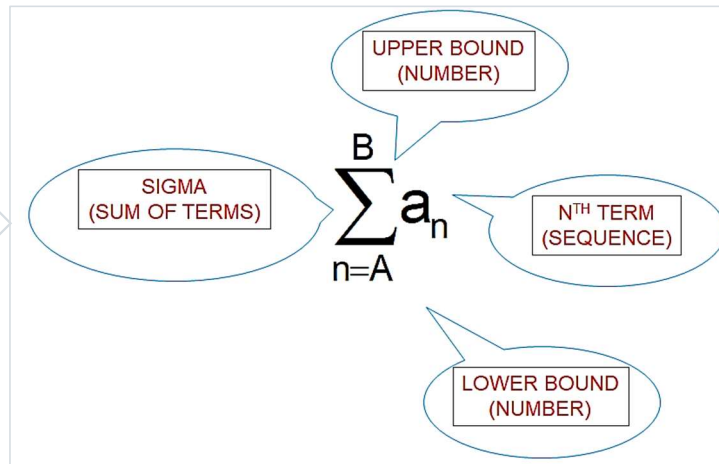 UPPER BOUND
(NUMBER)
B
SIGMA
(SUM OF TERMS)
∑aₙ
n=A
Nᵀᴴ TERM
(SEQUENCE)
LOWER BOUND
(NUMBER)